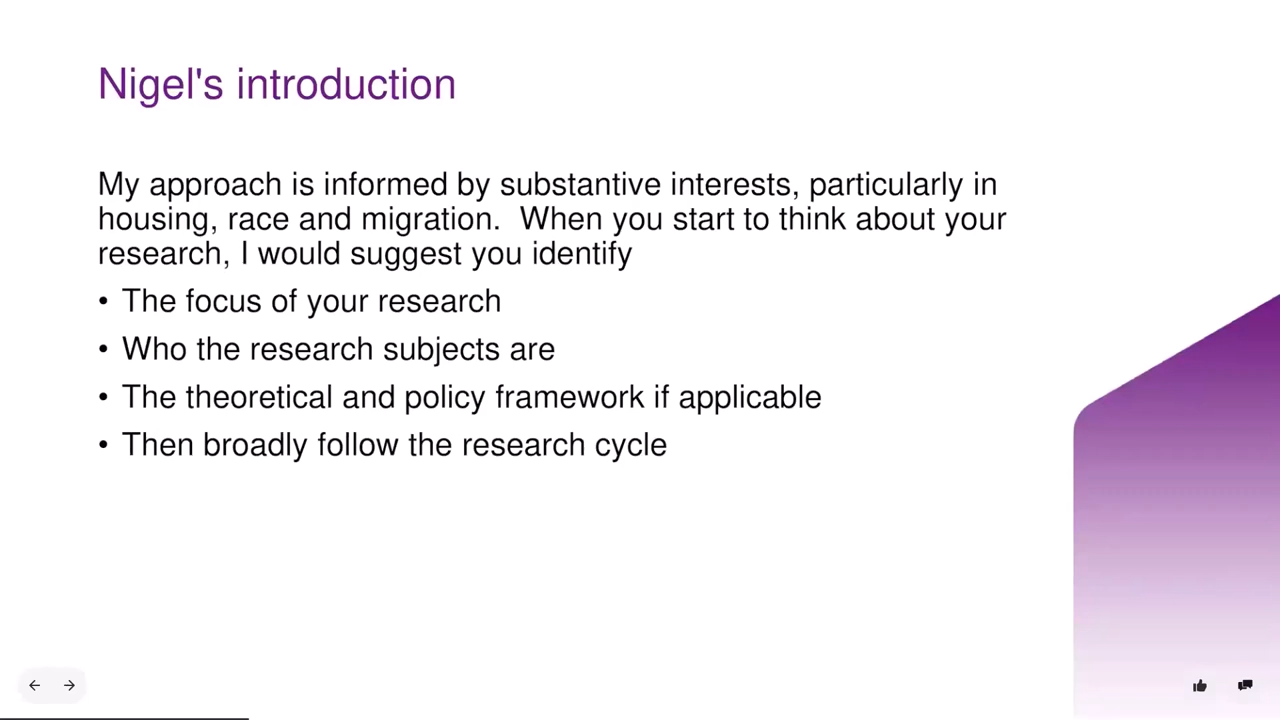 Nigel's introduction
My approach is informed by substantive interests, particularly in
housing, race and migration.  When you start to think about your
research, I would suggest you identify
• The focus of your research
• Who the research subjects are
• The theoretical and policy framework if applicable
• Then broadly follow the research cycle